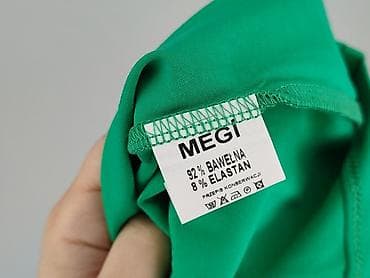 MEGI
92% BAWEŁNA
8% ELASTAN
PRZEPIS KONSERWACJI